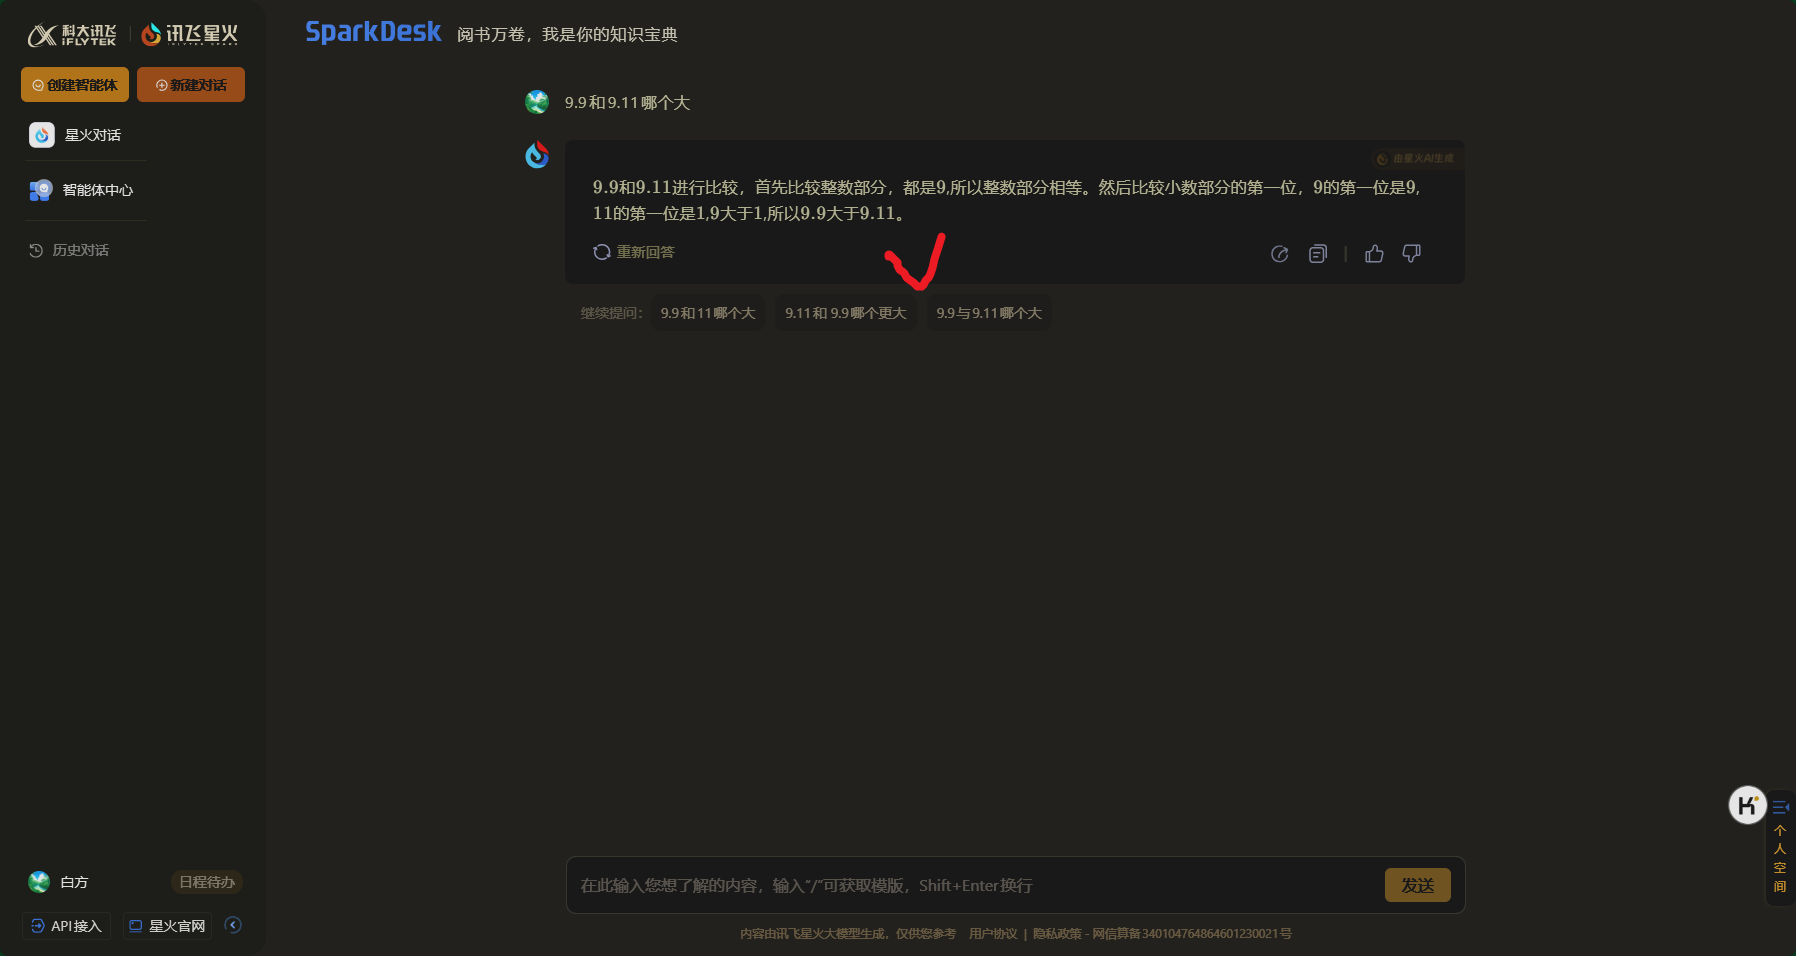 科大讯飞
iFLYTEK
讯飞星火
IFLYTEK SPARK
SparkDesk
阅书万卷，我是你的知识宝典
创建智能体
新建对话
星火对话
智能体中心
历史对话
9.9和9.11哪个大
由星火AI生成
9.9和9.11进行比较，首先比较整数部分，都是9,所以整数部分相等。然后比较小数部分的第一位，9的第一位是9,
11的第一位是1,9大于1,所以9.9大于9.11。
重新回答
继续提问：
9.9和11哪个大
9.11和 9.9哪个更大
9.9与9.11哪个大
个
人
空
间
白方
日程待办
API接入
星火官网
在此输入您想了解的内容，输入“/”可获取模版，Shift+Enter换行
发送
内容由讯飞星火大模型生成，仅供您参考 用户协议 | 隐私政策 - 网信算备340104764864601230021号